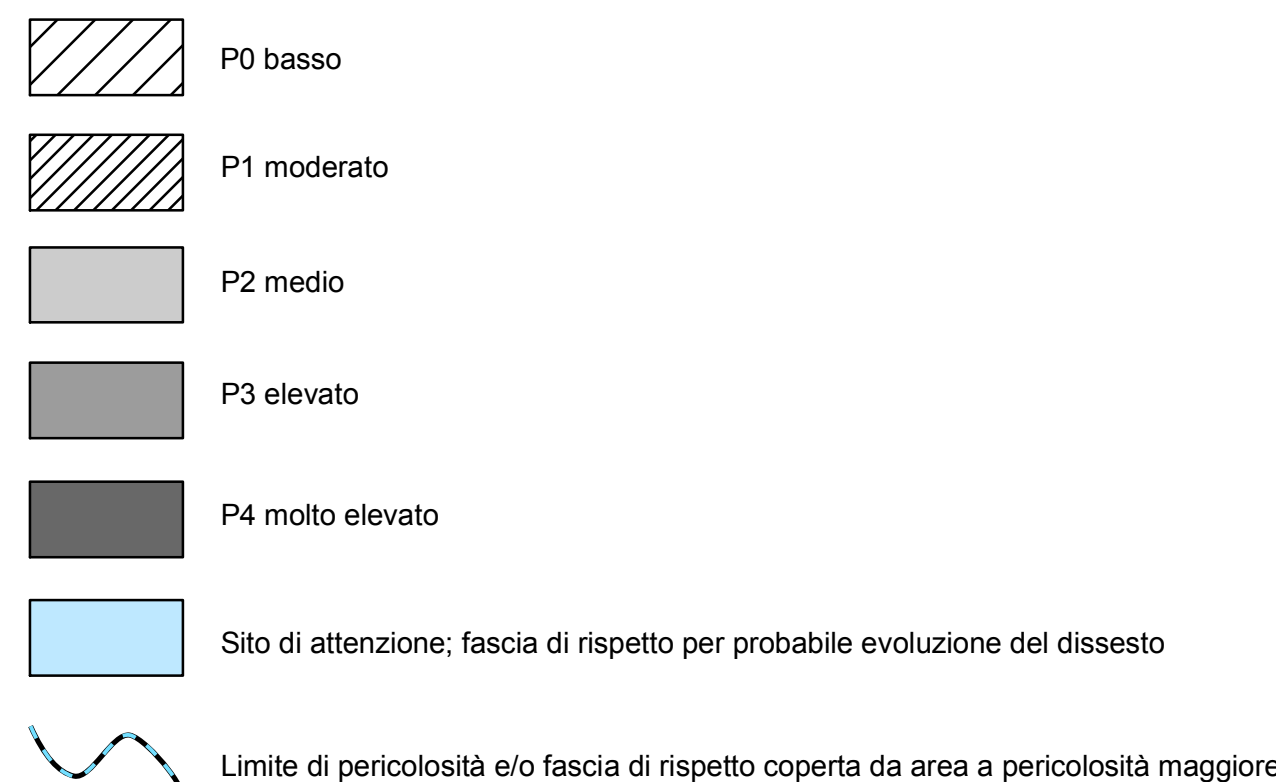 P0 basso
P1 moderato
P2 medio
P3 elevato
P4 molto elevato
Sito di attenzione; fascia di rispetto per probabile evoluzione del dissesto
Limite di pericolosità e/o fascia di rispetto coperta da area a pericolosità maggiore